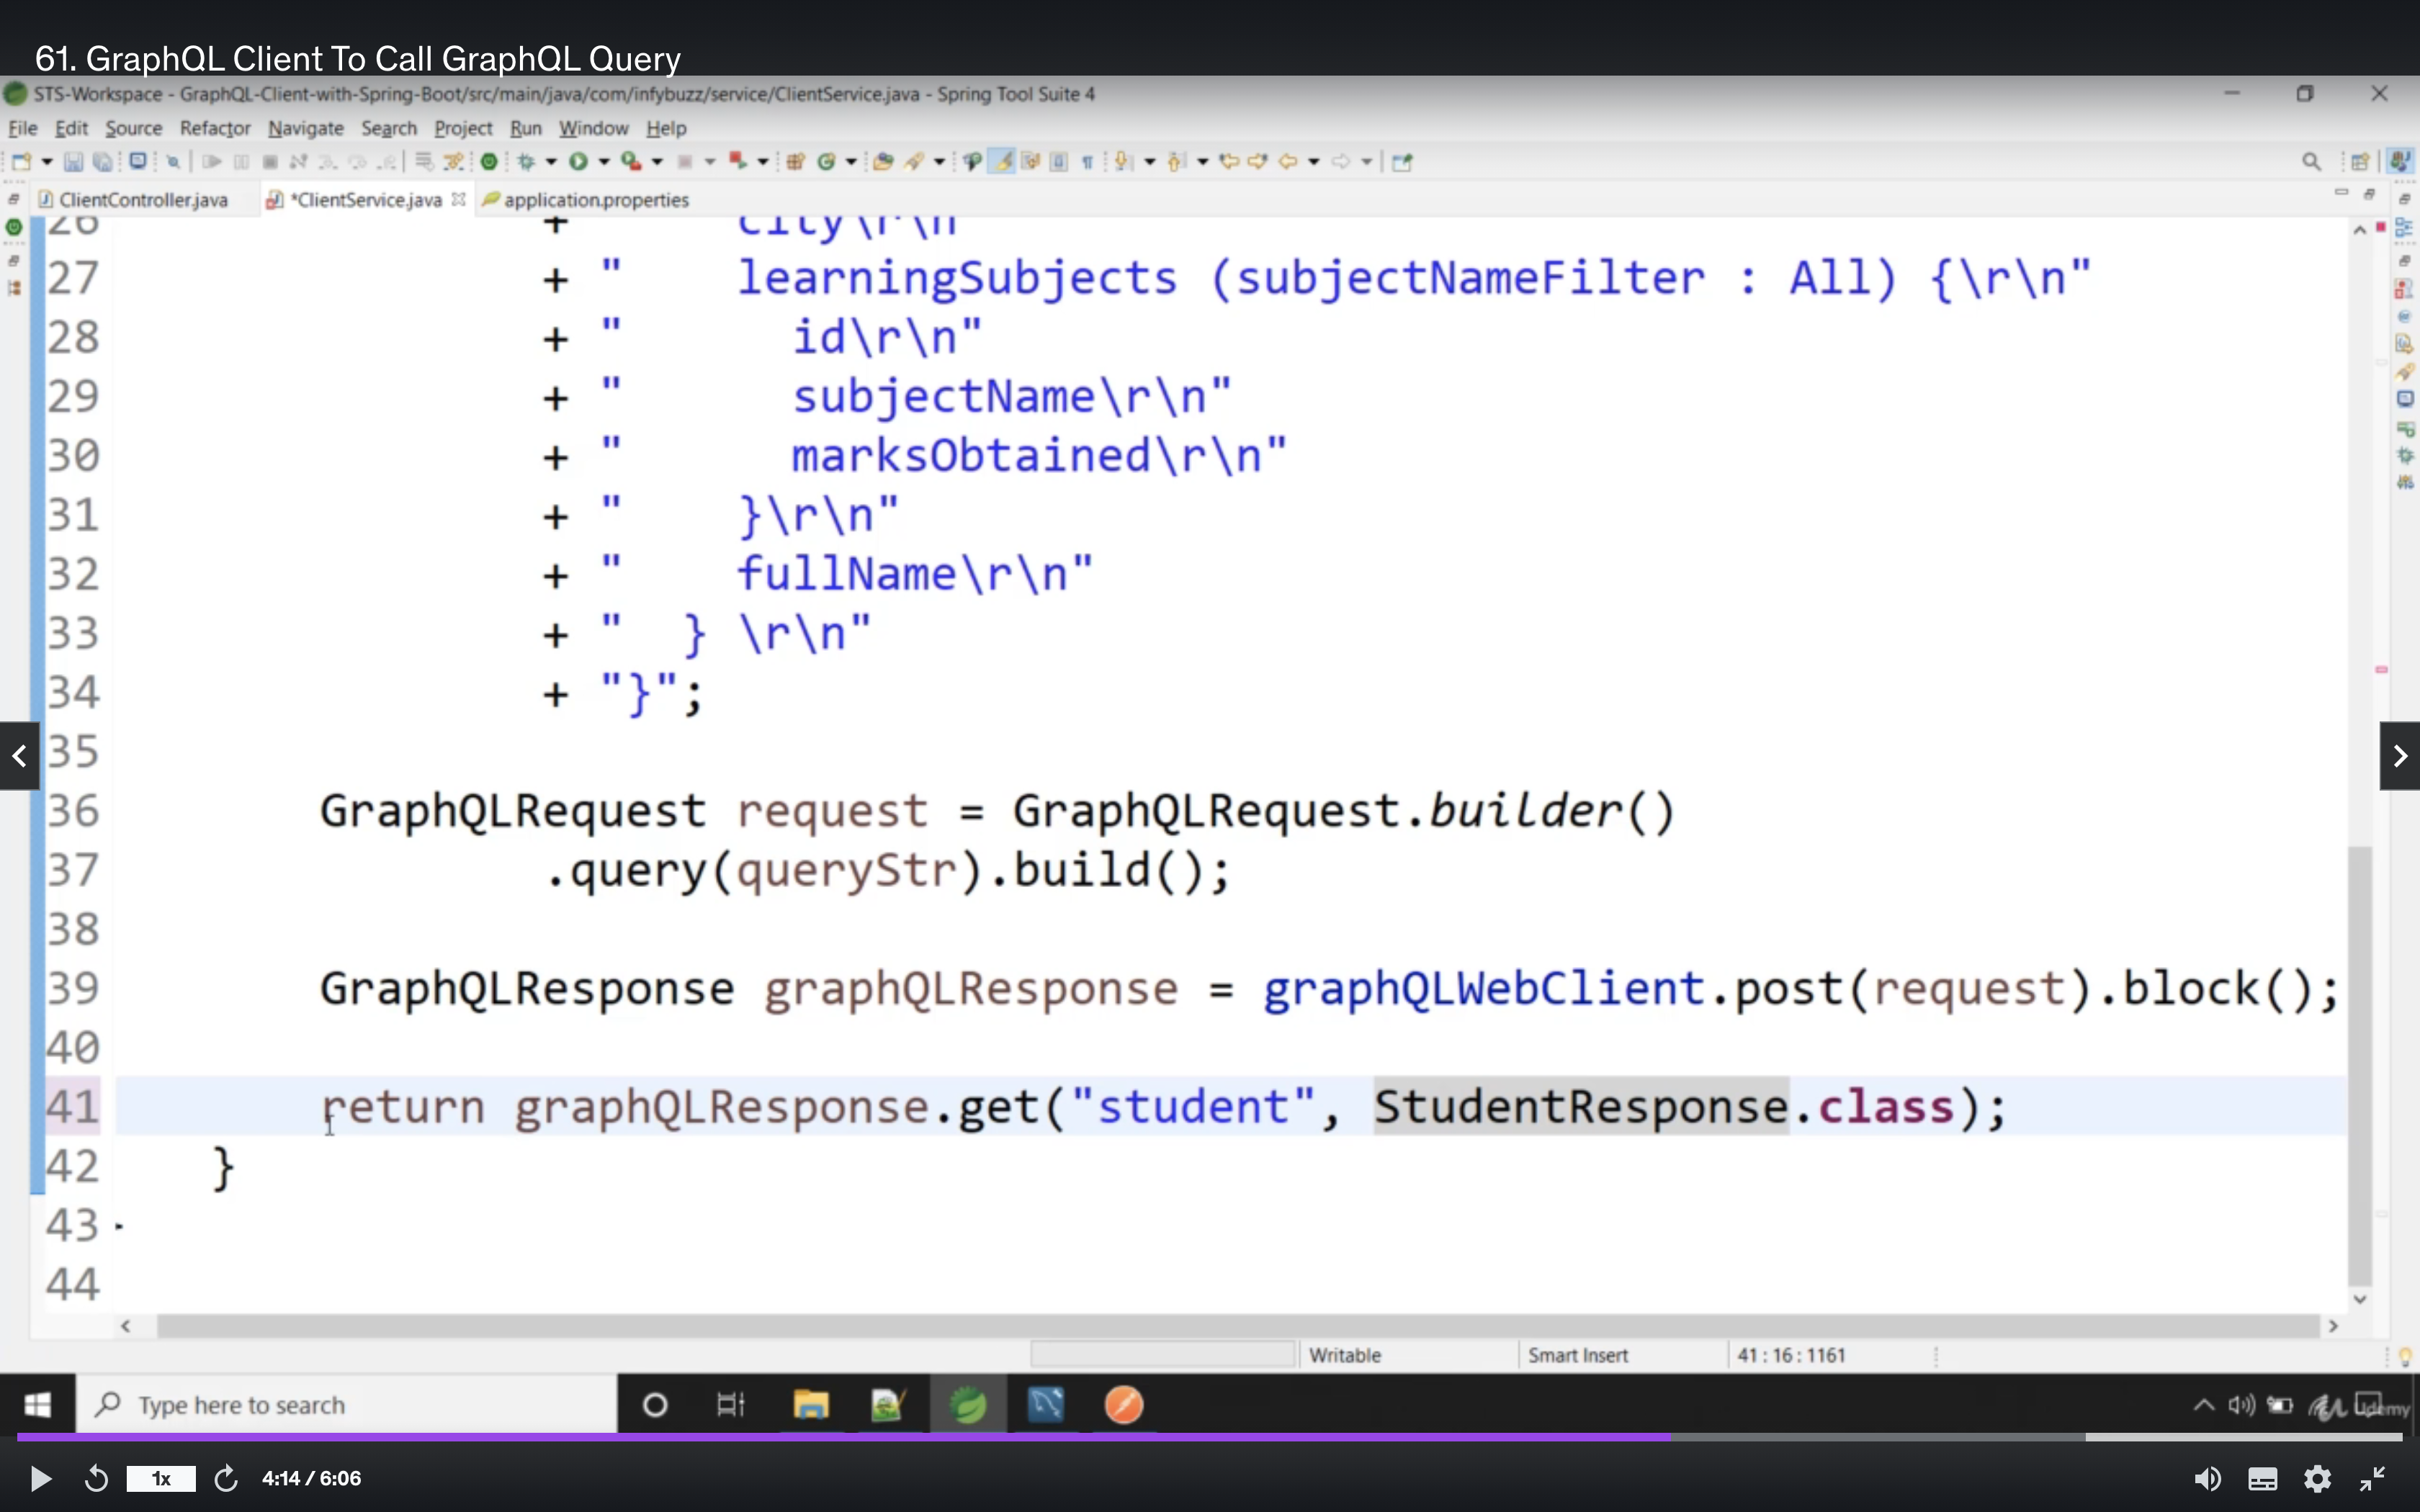 61. GraphQL Client To Call GraphQL Query
STS-Workspace - GraphQL-Client-with-Spring-Boot/src/main/java/com/infybuzz/service/ClientService.java - Spring Tool Suite 4
File Edit Source Refactor Navigate Search Project Run Window Help
ClientController.java *ClientService.java application.properties
26 + city\r\n
27 + " learningSubjects (subjectNameFilter : All) {\r\n"
28 + " id\r\n"
29 + " subjectName\r\n"
30 + " marksObtained\r\n"
31 + " }\r\n"
32 + " fullName\r\n"
33 + " } \r\n"
34 + "}";
35
36 GraphQLRequest request = GraphQLRequest.builder()
37 .query(queryStr).build();
38
39 GraphQLResponse graphQLResponse = graphQLWebClient.post(request).block();
40
41 return graphQLResponse.get("student", StudentResponse.class);
42 }
43
44
Writable Smart Insert 41 : 16 : 1161
Type here to search
Udemy
1x 4:14 / 6:06